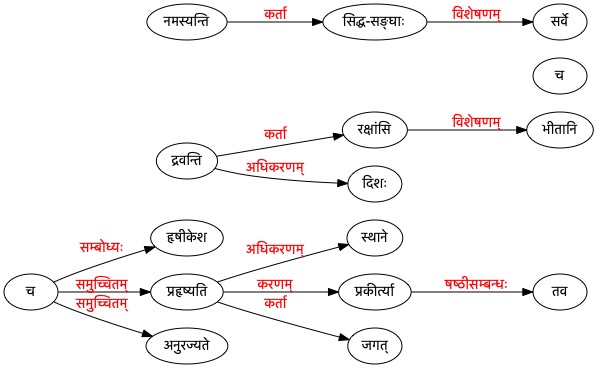 नमस्यन्ति कर्ता सिद्ध-सङ्घाः विशेषणम् सर्वे
च
द्रवन्ति कर्ता रक्षांसि विशेषणम् भीतानि
अधिकरणम् दिशः
सम्बोध्यः हृषीकेश अधिकरणम् स्थाने
च समुच्चितम् प्रहृष्यति करणम् प्रकीर्त्या षष्ठीसम्बन्धः तव
समुच्चितम् कर्ता
अनुरज्यते जगत्